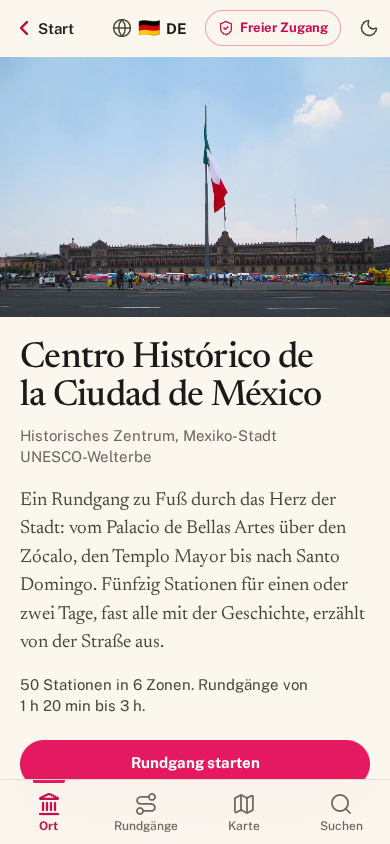 Start
DE
Freier Zugang
Centro Histórico de
la Ciudad de México
Historisches Zentrum, Mexiko-Stadt
UNESCO-Welterbe
Ein Rundgang zu Fuß durch das Herz der
Stadt: vom Palacio de Bellas Artes über den
Zócalo, den Templo Mayor bis nach Santo
Domingo. Fünfzig Stationen für einen oder
zwei Tage, fast alle mit der Geschichte, erzählt
von der Straße aus.
50 Stationen in 6 Zonen. Rundgänge von
1 h 20 min bis 3 h.
Rundgang starten
Ort
Rundgänge
Karte
Suchen